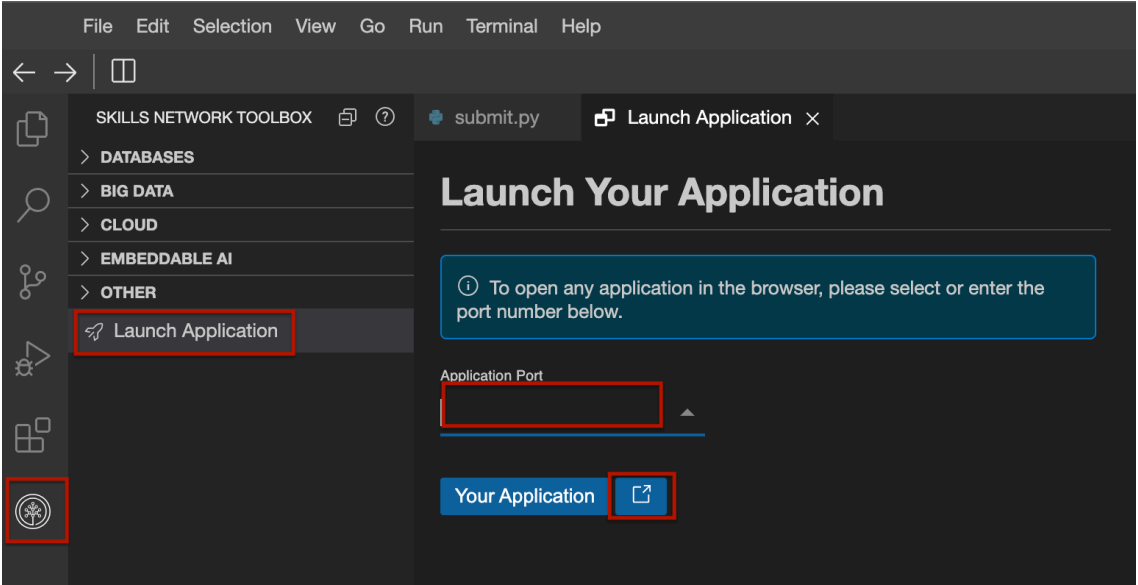 File Edit Selection View Go Run Terminal Help
SKILLS NETWORK TOOLBOX
submit.py
Launch Application
DATABASES
BIG DATA
CLOUD
EMBEDDABLE AI
OTHER
Launch Application
Launch Your Application
To open any application in the browser, please select or enter the
port number below.
Application Port
Your Application